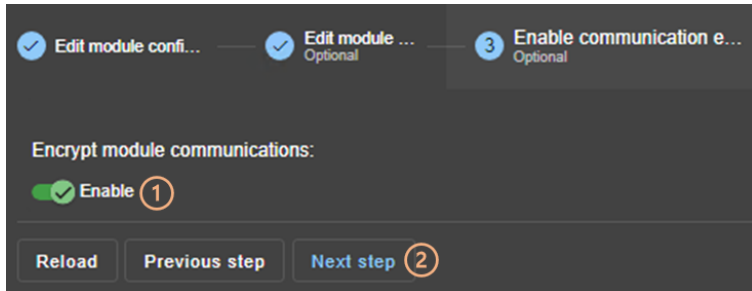 Edit module confi...
Edit module ...
Optional
3
Enable communication e...
Optional
Encrypt module communications:
Enable 1
Reload
Previous step
Next step 2